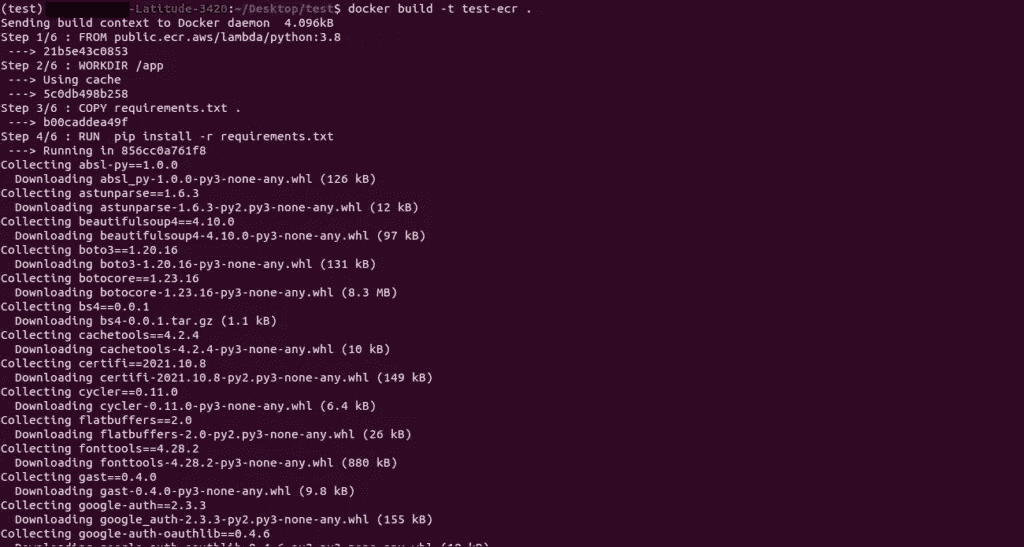 (test) -Latitude-3420:~/Desktop/test$ docker build -t test-ecr .
Sending build context to Docker daemon  4.096kB
Step 1/6 : FROM public.ecr.aws/lambda/python:3.8
 ---> 21b5e43c0853
Step 2/6 : WORKDIR /app
 ---> Using cache
 ---> 5c0db498b258
Step 3/6 : COPY requirements.txt .
 ---> b00caddea49f
Step 4/6 : RUN  pip install -r requirements.txt
 ---> Running in 856cc0a761f8
Collecting absl-py==1.0.0
  Downloading absl_py-1.0.0-py3-none-any.whl (126 kB)
Collecting astunparse==1.6.3
  Downloading astunparse-1.6.3-py2.py3-none-any.whl (12 kB)
Collecting beautifulsoup4==4.10.0
  Downloading beautifulsoup4-4.10.0-py3-none-any.whl (97 kB)
Collecting boto3==1.20.16
  Downloading boto3-1.20.16-py3-none-any.whl (131 kB)
Collecting botocore==1.23.16
  Downloading botocore-1.23.16-py3-none-any.whl (8.3 MB)
Collecting bs4==0.0.1
  Downloading bs4-0.0.1.tar.gz (1.1 kB)
Collecting cachetools==4.2.4
  Downloading cachetools-4.2.4-py3-none-any.whl (10 kB)
Collecting certifi==2021.10.8
  Downloading certifi-2021.10.8-py2.py3-none-any.whl (149 kB)
Collecting cycler==0.11.0
  Downloading cycler-0.11.0-py3-none-any.whl (6.4 kB)
Collecting flatbuffers==2.0
  Downloading flatbuffers-2.0-py2.py3-none-any.whl (26 kB)
Collecting fonttools==4.28.2
  Downloading fonttools-4.28.2-py3-none-any.whl (880 kB)
Collecting gast==0.4.0
  Downloading gast-0.4.0-py3-none-any.whl (9.8 kB)
Collecting google-auth==2.3.3
  Downloading google_auth-2.3.3-py2.py3-none-any.whl (155 kB)
Collecting google-auth-oauthlib==0.4.6